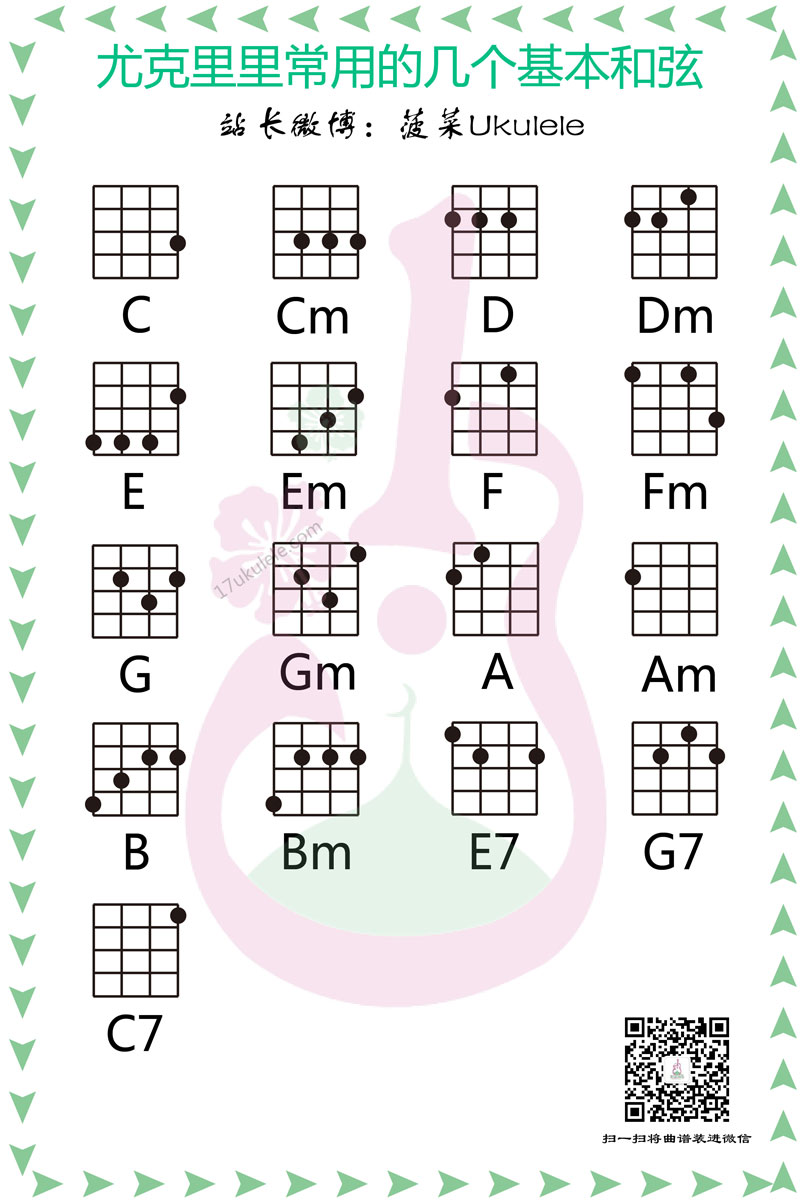 尤克里里常用的几个基本和弦
站长微博：菠菜Ukulele
C Cm D Dm
E Em F Fm
17ukulele.com
G Gm A Am
B Bm E7 G7
C7
扫一扫将曲谱装进微信